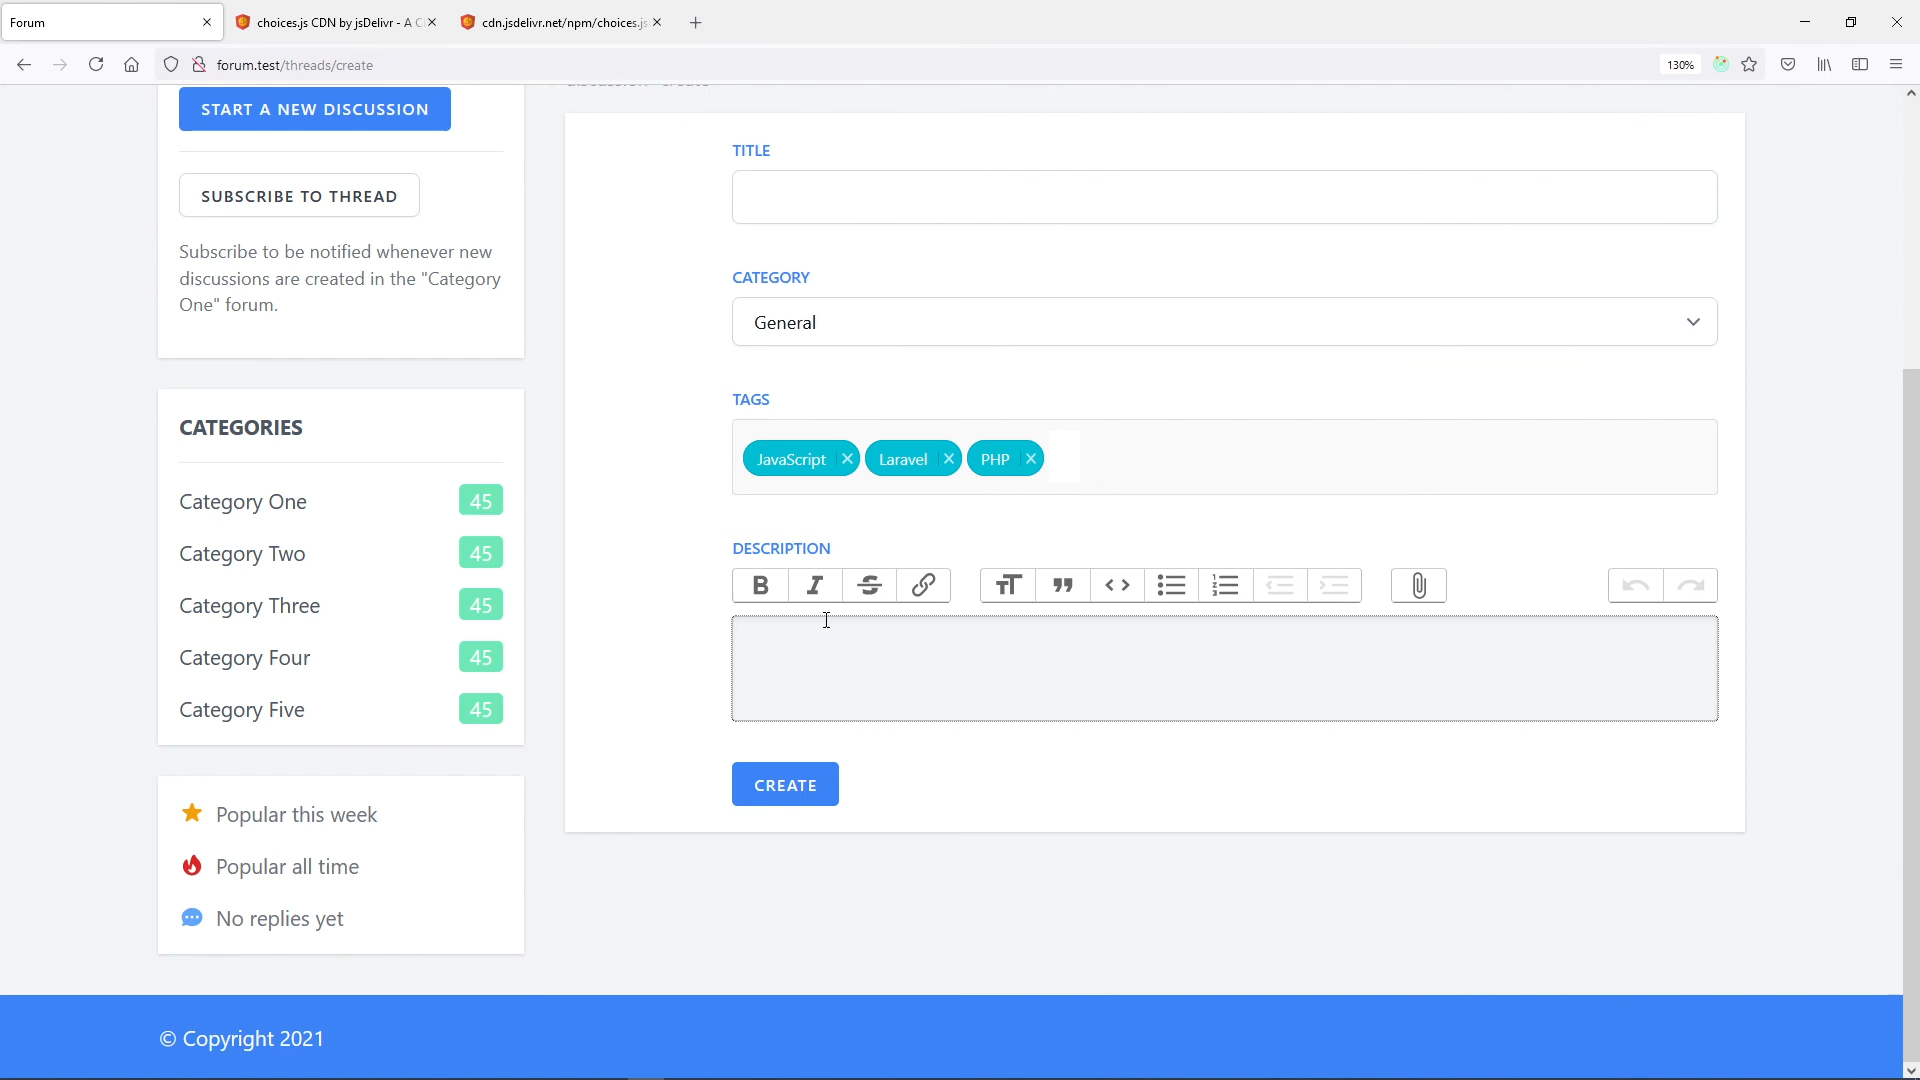 Forum
choices.js CDN by jsDelivr - A C
cdn.jsdelivr.net/npm/choices.js
forum.test/threads/create
130%
START A NEW DISCUSSION
SUBSCRIBE TO THREAD
Subscribe to be notified whenever new
discussions are created in the "Category
One" forum.
CATEGORIES
Category One 45
Category Two 45
Category Three 45
Category Four 45
Category Five 45
Popular this week
Popular all time
No replies yet
TITLE
CATEGORY
General
TAGS
JavaScript
Laravel
PHP
DESCRIPTION
CREATE
© Copyright 2021